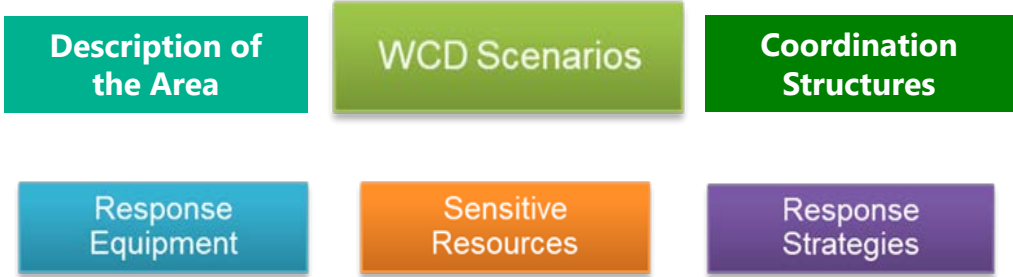 Description of
the Area
WCD Scenarios
Coordination
Structures
Response
Equipment
Sensitive
Resources
Response
Strategies